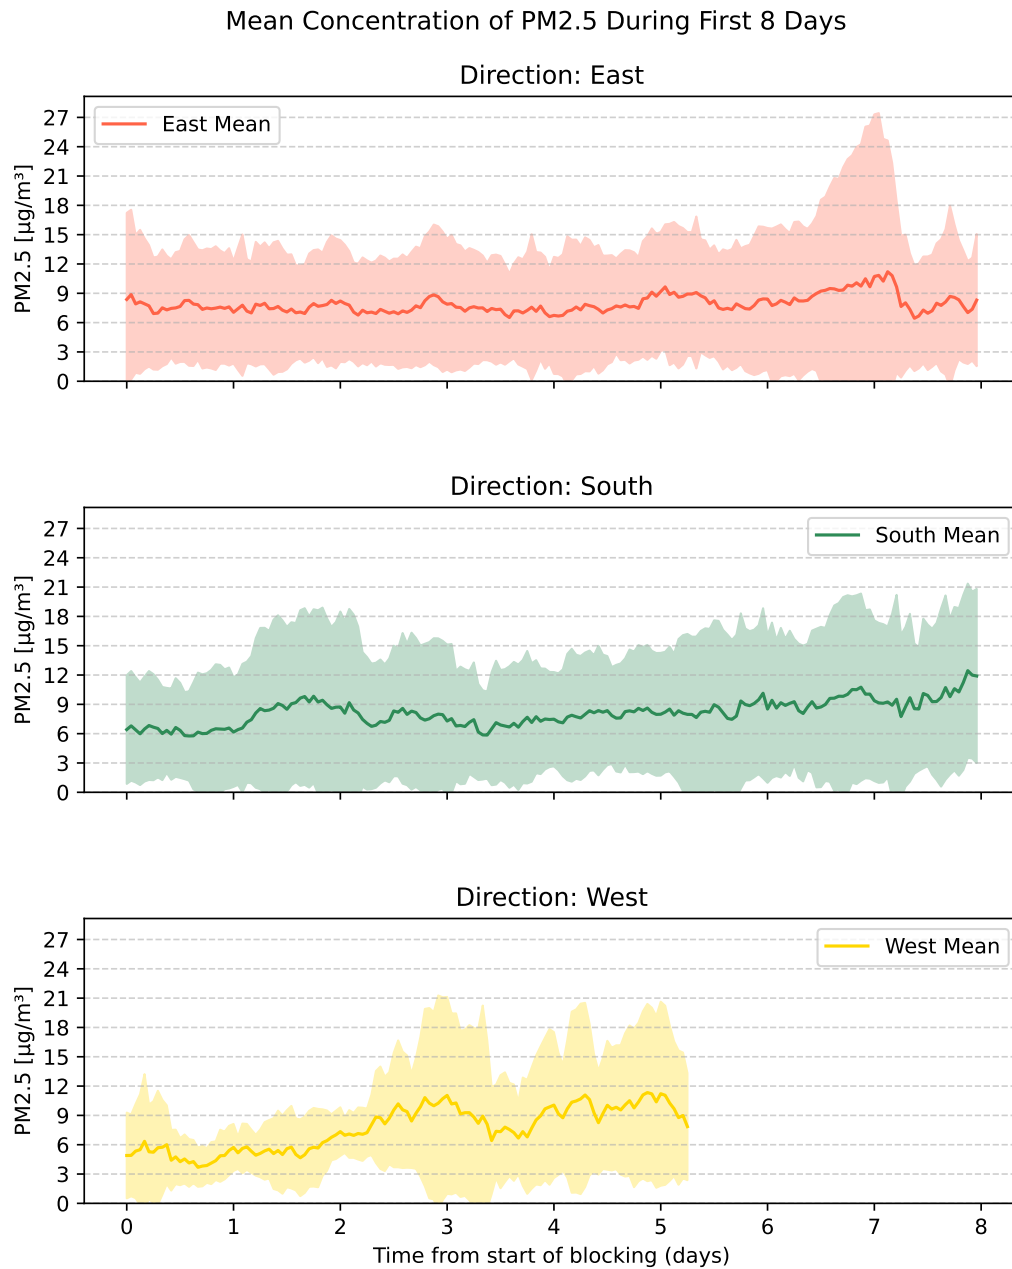 Mean Concentration of PM2.5 During First 8 Days
Direction: East
PM2.5 [µg/m³]
27
24
21
18
15
12
9
6
3
0
East Mean
Direction: South
PM2.5 [µg/m³]
27
24
21
18
15
12
9
6
3
0
South Mean
Direction: West
PM2.5 [µg/m³]
27
24
21
18
15
12
9
6
3
0
West Mean
0 1 2 3 4 5 6 7 8
Time from start of blocking (days)